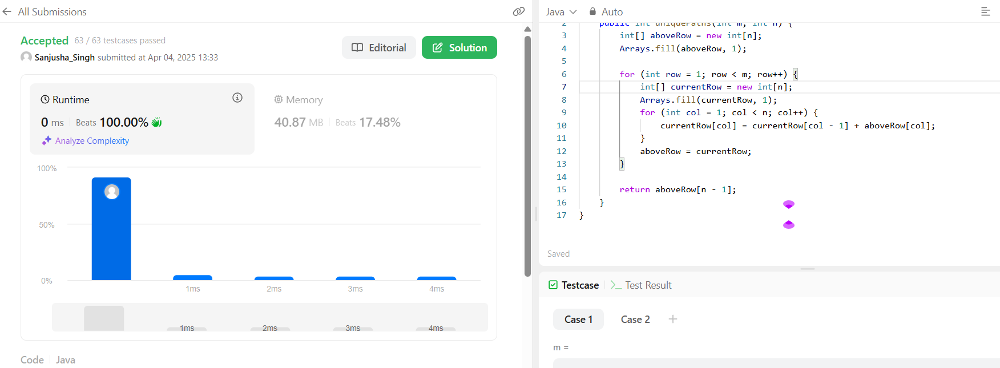 All Submissions
Accepted 63 / 63 testcases passed
Sanjusha_Singh submitted at Apr 04, 2025 13:33
Editorial
Solution
Runtime
0 ms Beats 100.00%
Analyze Complexity
Memory
40.87 MB Beats 17.48%
100%
50%
0%
1ms 2ms 3ms 4ms
1ms 2ms 3ms 4ms
Code Java
Java Auto
2 public int uniquePaths(int m, int n) {
3 int[] aboveRow = new int[n];
4 Arrays.fill(aboveRow, 1);
5
6 for (int row = 1; row < m; row++) {
7 int[] currentRow = new int[n];
8 Arrays.fill(currentRow, 1);
9 for (int col = 1; col < n; col++) {
10 currentRow[col] = currentRow[col - 1] + aboveRow[col];
11 }
12 aboveRow = currentRow;
13 }
14
15 return aboveRow[n - 1];
16 }
17 }
Saved
Testcase
Test Result
Case 1 Case 2 +
m =